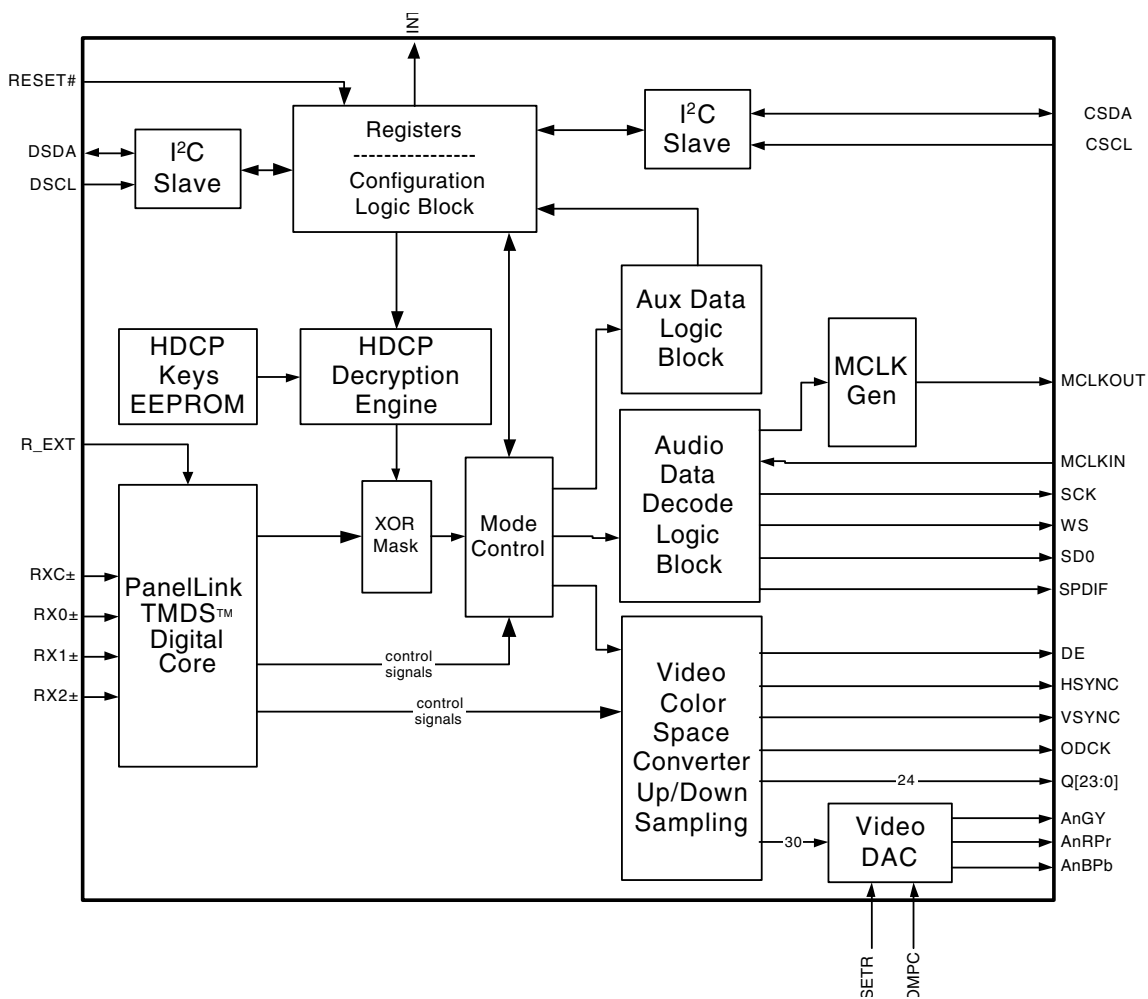 INT
RESET#
Registers
Configuration
Logic Block
I²C
Slave
CSDA
CSCL
DSDA
DSCL
I²C
Slave
Aux Data
Logic
Block
HDCP
Keys
EEPROM
HDCP
Decryption
Engine
MCLK
Gen
MCLKOUT
R_EXT
Audio
Data
Decode
Logic
Block
MCLKIN
SCK
WS
SD0
SPDIF
XOR
Mask
Mode
Control
PanelLink
TMDS™
Digital
Core
RXC±
RX0±
RX1±
RX2±
control
signals
control
signals
Video
Color
Space
Converter
Up/Down
Sampling
DE
HSYNC
VSYNC
ODCK
24
Q[23:0]
30
Video
DAC
AnGY
AnRPr
AnBPb